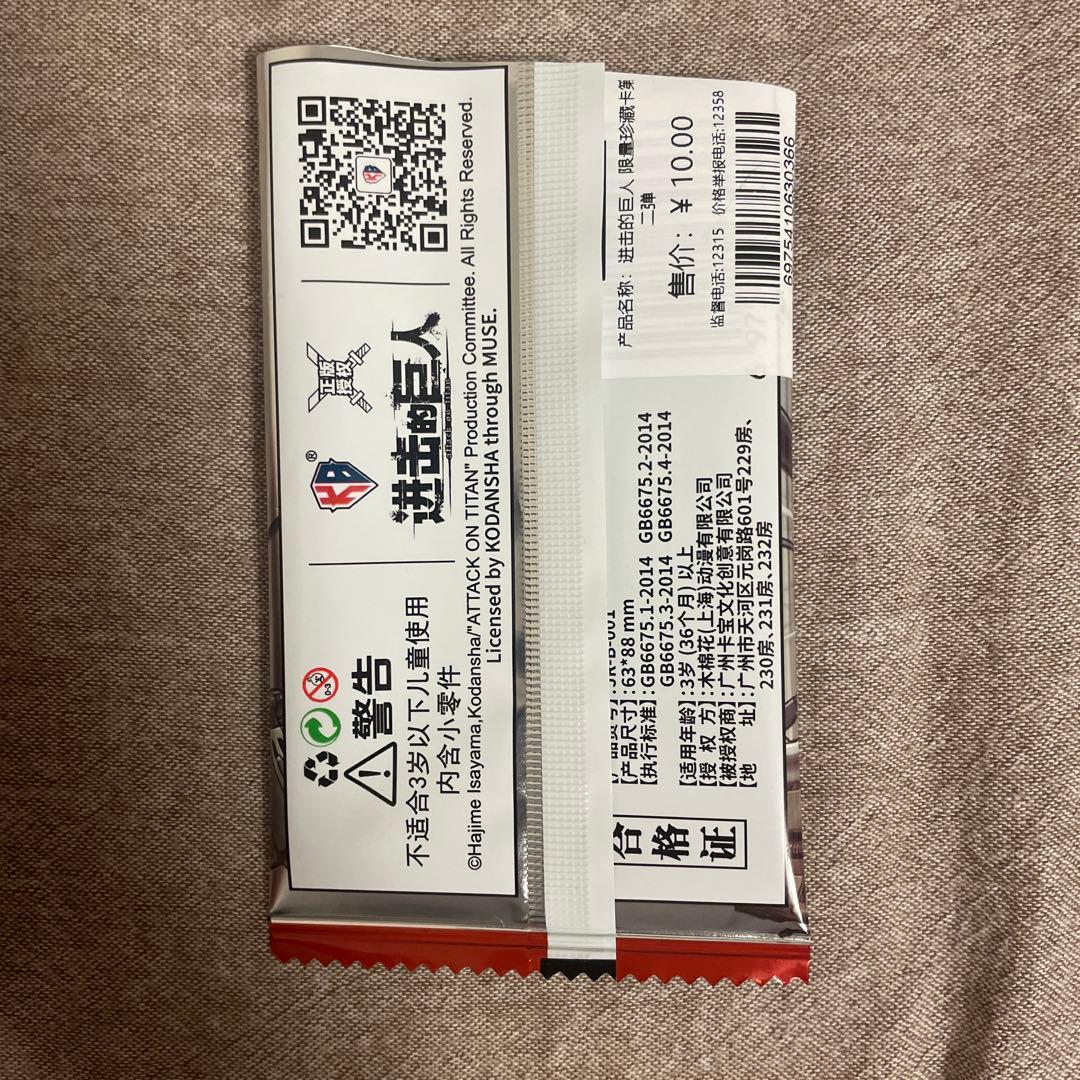 KB
KB
®
正版
授权
进击的巨人
attack on titan
0-3
警告
不适合3岁以下儿童使用
内含小零件
©Hajime Isayama,Kodansha/"ATTACK ON TITAN" Production Committee. All Rights Reserved.
Licensed by KODANSHA through MUSE.
产品名称：进击的巨人 限量珍藏卡第
二弹
售价：￥10.00
监督电话:12315 价格举报电话:12358
6975410630366
【产品尺寸】:63*88 mm
【执行标准】:GB6675.1-2014 GB6675.2-2014
GB6675.3-2014 GB6675.4-2014
【适用年龄】:3岁(36个月)以上
【授 权 方】:木棉花(上海)动漫有限公司
【被授权商】:广州卡宝文化创意有限公司
【地 址】:广州市天河区元岗路601号229房、
230房、231房、232房
合格证